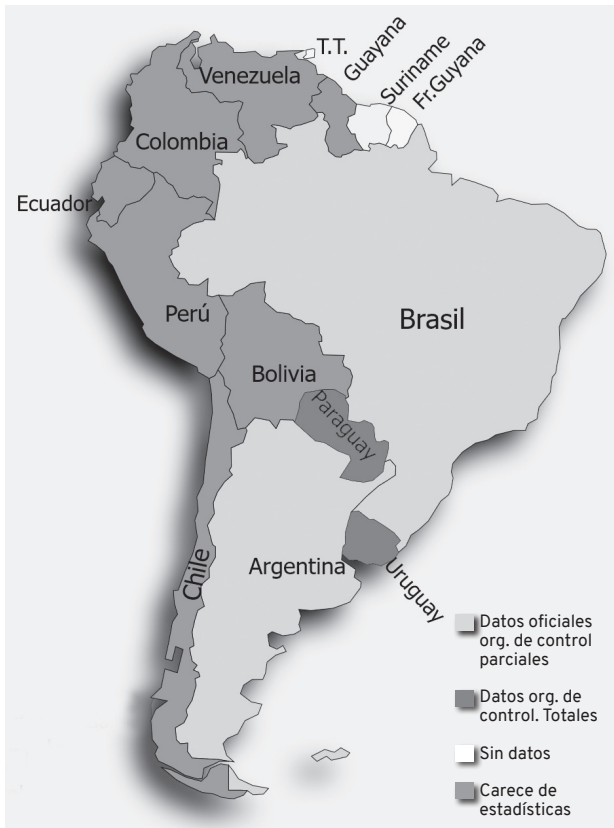 T.T.
Guayana
Suriname
Fr.Guyana
Venezuela
Colombia
Ecuador
Perú
Brasil
Bolivia
Paraguay
Chile
Argentina
Uruguay
Datos oficiales
org. de control
parciales
Datos org. de
control. Totales
Sin datos
Carece de
estadísticas